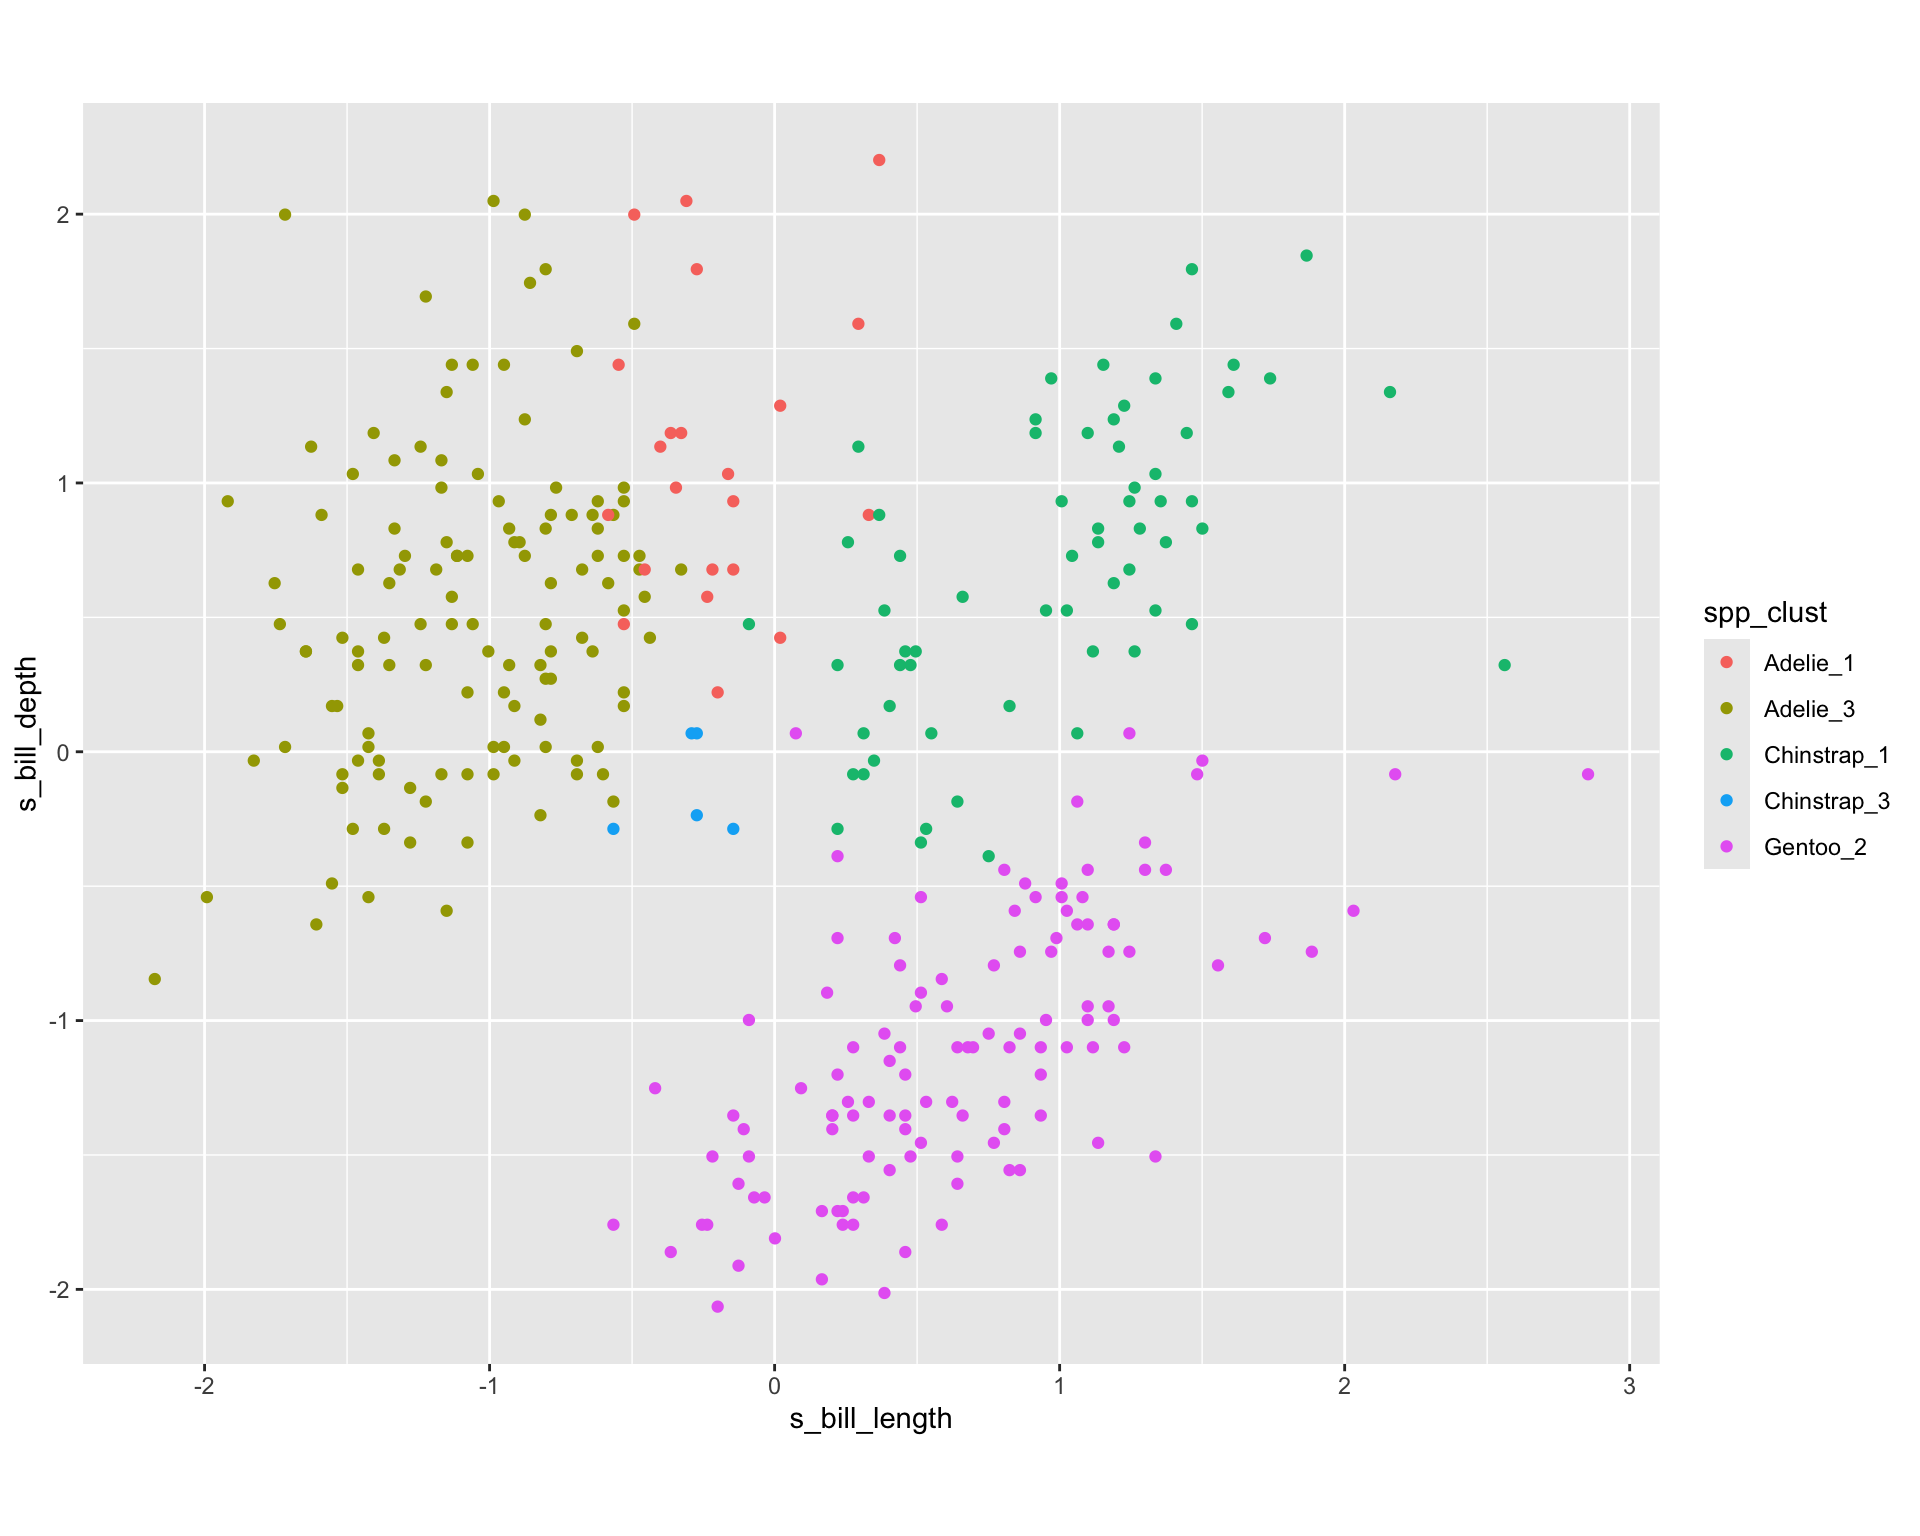 2
1
0
-1
-2
s_bill_depth
-2
-1
0
1
2
3
s_bill_length
spp_clust
Adelie_1
Adelie_3
Chinstrap_1
Chinstrap_3
Gentoo_2